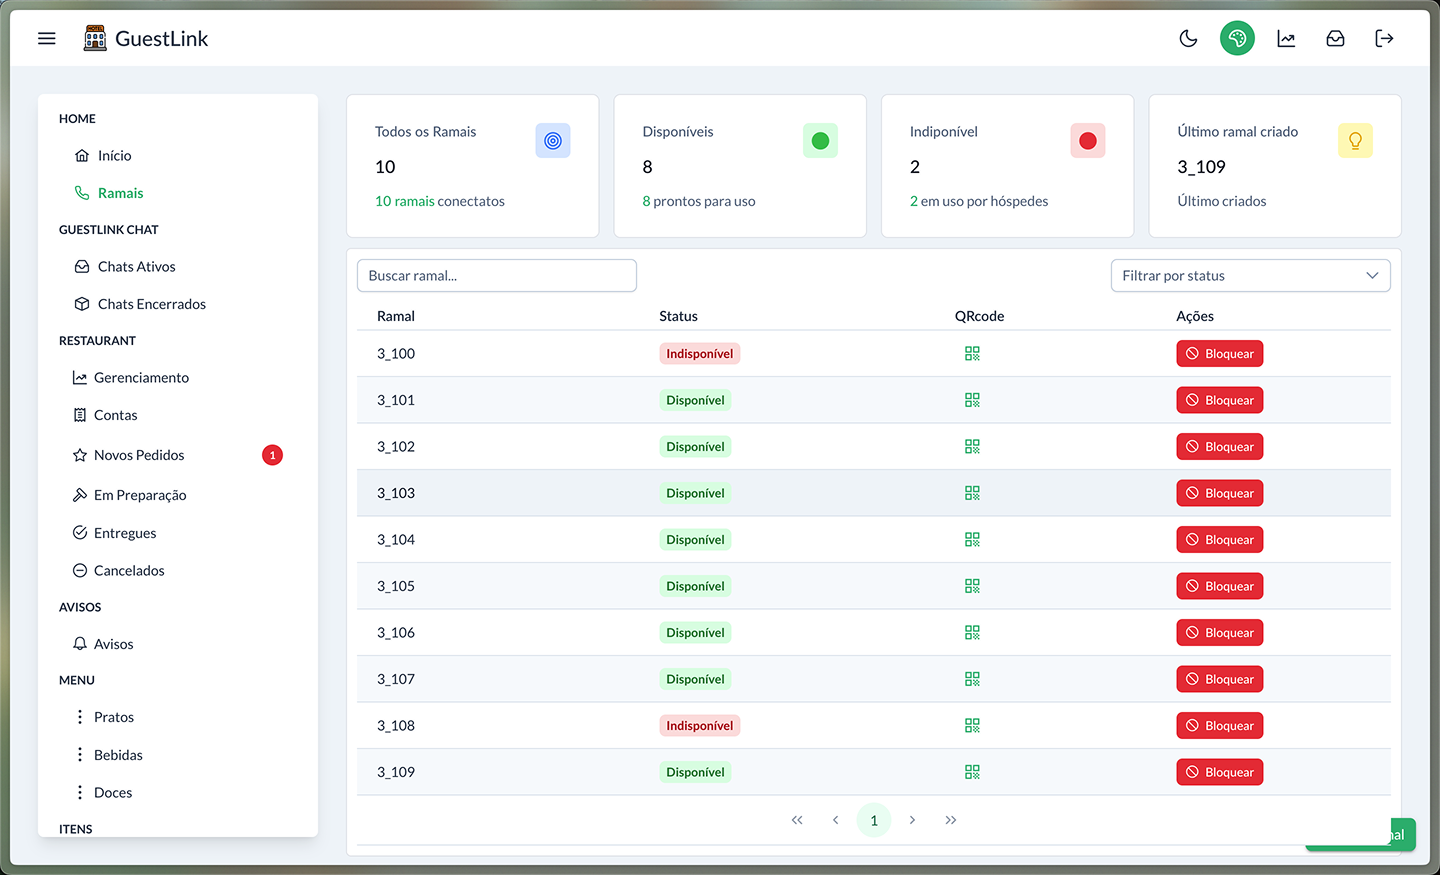 HOTEL
GuestLink
HOME
Início
Ramais
GUESTLINK CHAT
Chats Ativos
Chats Encerrados
RESTAURANT
Gerenciamento
Contas
Novos Pedidos 1
Em Preparação
Entregues
Cancelados
AVISOS
Avisos
MENU
Pratos
Bebidas
Doces
ITENS
Todos os Ramais
10
10 ramais conectatos
Disponíveis
8
8 prontos para uso
Indiponível
2
2 em uso por hóspedes
Último ramal criado
3_109
Último criados
Buscar ramal... Filtrar por status
Ramal Status QRcode Ações
3_100 Indisponível Bloquear
3_101 Disponível Bloquear
3_102 Disponível Bloquear
3_103 Disponível Bloquear
3_104 Disponível Bloquear
3_105 Disponível Bloquear
3_106 Disponível Bloquear
3_107 Disponível Bloquear
3_108 Indisponível Bloquear
3_109 Disponível Bloquear
1